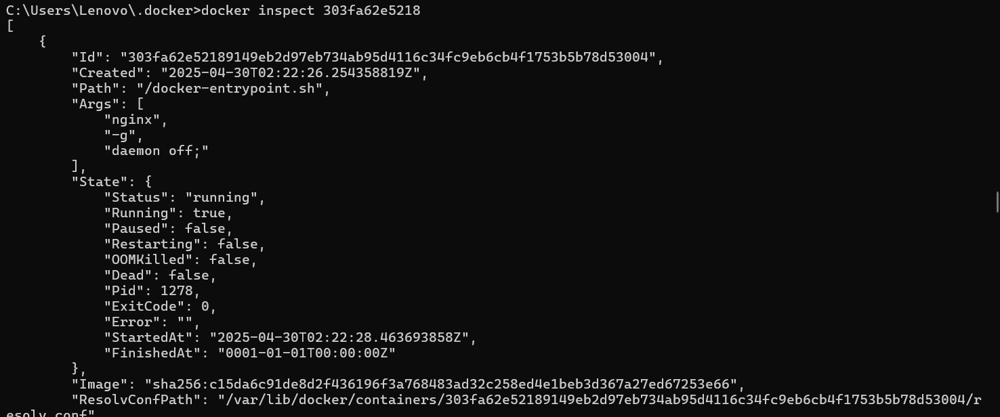 C:\Users\Lenovo\.docker>docker inspect 303fa62e5218
[
    {
        "Id": "303fa62e52189149eb2d97eb734ab95d4116c34fc9eb6cb4f1753b5b78d53004",
        "Created": "2025-04-30T02:22:26.254358819Z",
        "Path": "/docker-entrypoint.sh",
        "Args": [
            "nginx",
            "-g",
            "daemon off;"
        ],
        "State": {
            "Status": "running",
            "Running": true,
            "Paused": false,
            "Restarting": false,
            "OOMKilled": false,
            "Dead": false,
            "Pid": 1278,
            "ExitCode": 0,
            "Error": "",
            "StartedAt": "2025-04-30T02:22:28.463693858Z",
            "FinishedAt": "0001-01-01T00:00:00Z"
        },
        "Image": "sha256:c15da6c91de8d2f436196f3a768483ad32c258ed4e1beb3d367a27ed67253e66",
        "ResolvConfPath": "/var/lib/docker/containers/303fa62e52189149eb2d97eb734ab95d4116c34fc9eb6cb4f1753b5b78d53004/r
esolv.conf"